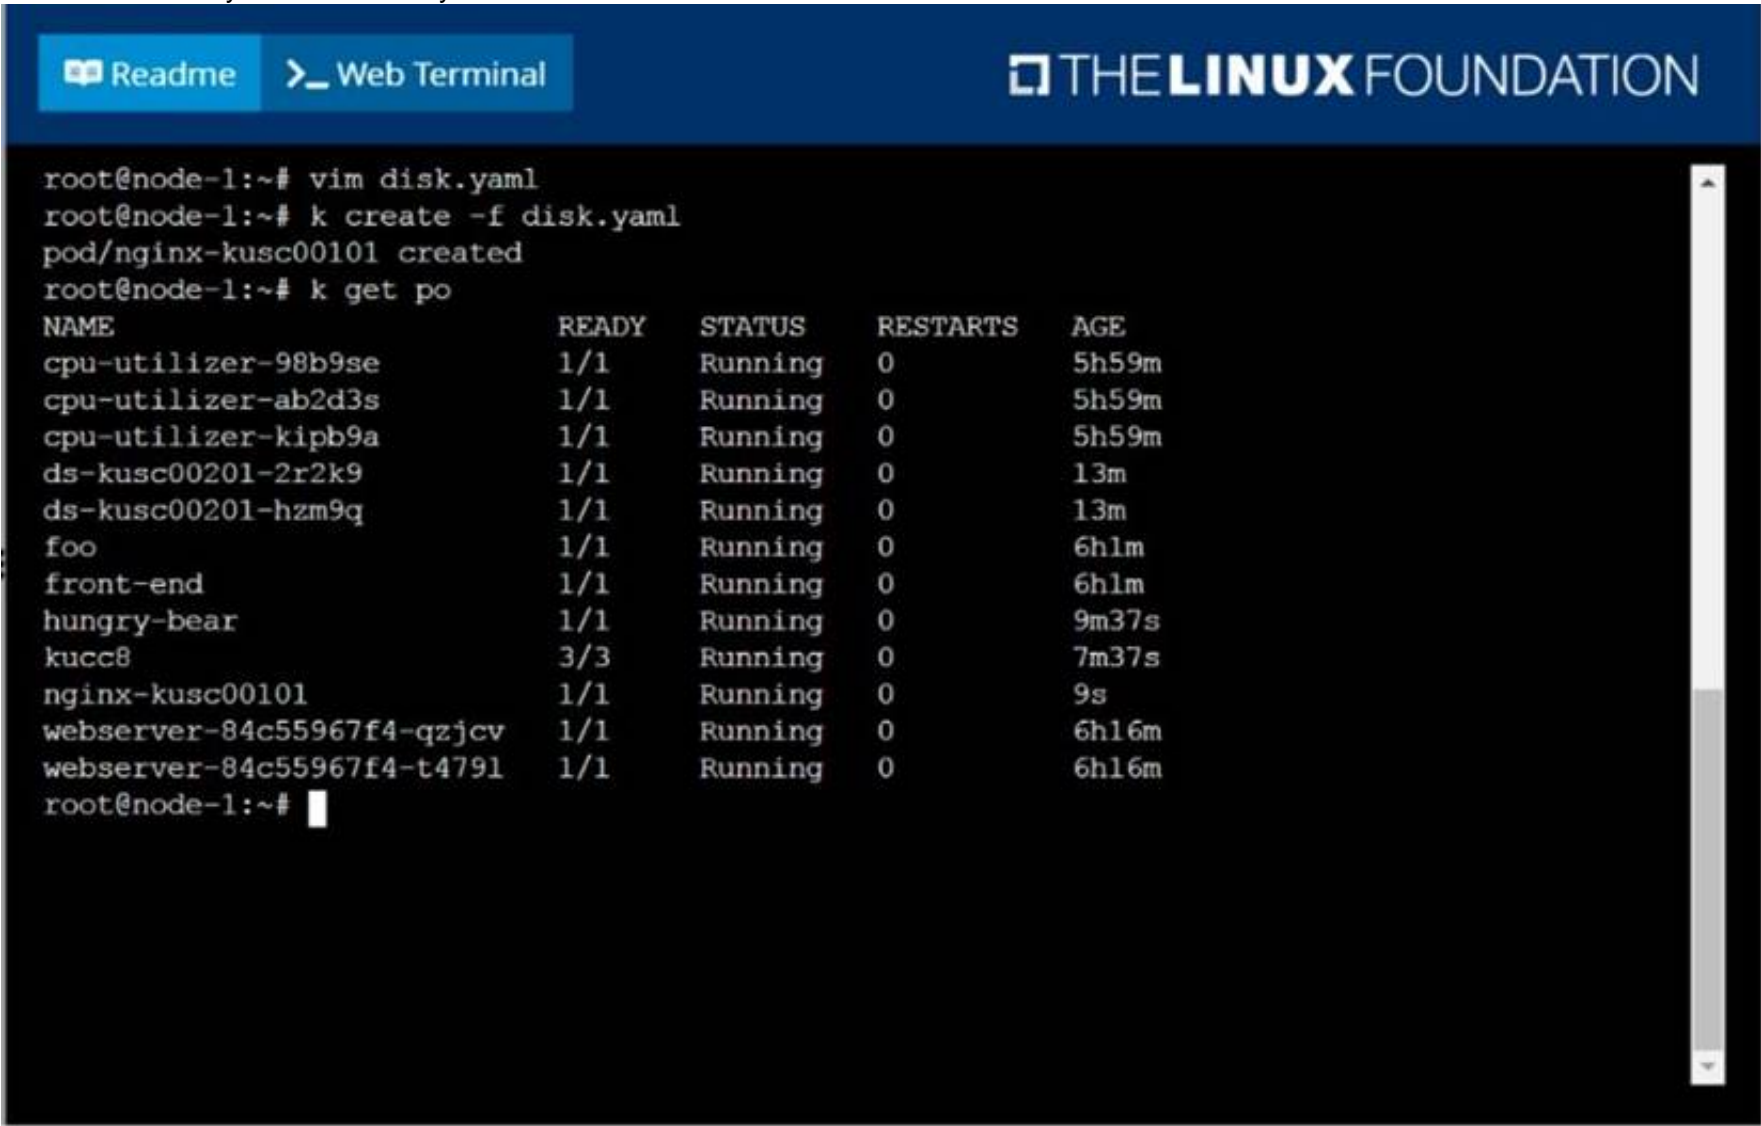 Readme >_ Web Terminal THE LINUX FOUNDATION
root@node-1:~# vim disk.yaml
root@node-1:~# k create -f disk.yaml
pod/nginx-kusc00101 created
root@node-1:~# k get po
NAME READY STATUS RESTARTS AGE
cpu-utilizer-98b9se 1/1 Running 0 5h59m
cpu-utilizer-ab2d3s 1/1 Running 0 5h59m
cpu-utilizer-kipb9a 1/1 Running 0 5h59m
ds-kusc00201-2r2k9 1/1 Running 0 13m
ds-kusc00201-hzm9q 1/1 Running 0 13m
foo 1/1 Running 0 6h1m
front-end 1/1 Running 0 6h1m
hungry-bear 1/1 Running 0 9m37s
kucc8 3/3 Running 0 7m37s
nginx-kusc00101 1/1 Running 0 9s
webserver-84c55967f4-qzjcv 1/1 Running 0 6h16m
webserver-84c55967f4-t479l 1/1 Running 0 6h16m
root@node-1:~#